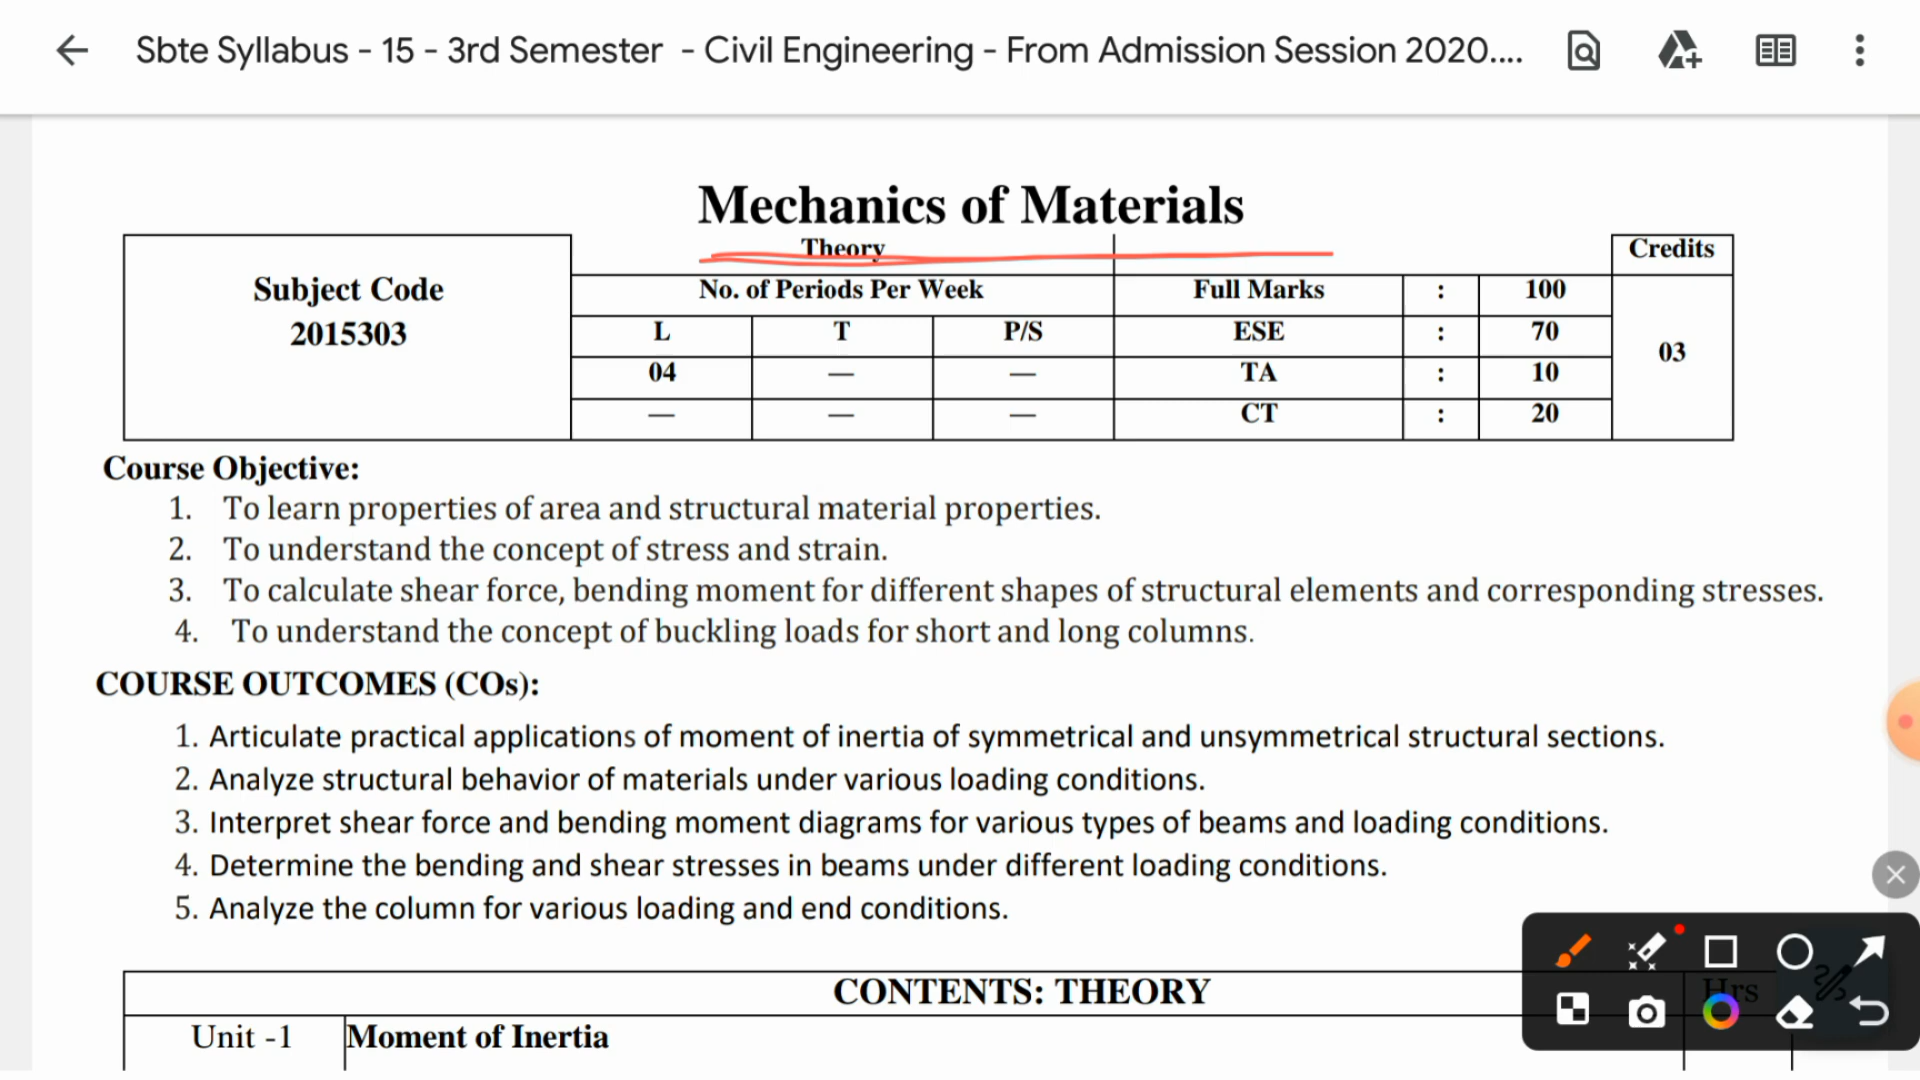 Sbte Syllabus - 15 - 3rd Semester - Civil Engineering - From Admission Session 2020....
Mechanics of Materials
Subject Code
2015303
Theory
Credits
No. of Periods Per Week
Full Marks : 100
L T P/S ESE : 70
03
04 — — TA : 10
— — — CT : 20
Course Objective:
1. To learn properties of area and structural material properties.
2. To understand the concept of stress and strain.
3. To calculate shear force, bending moment for different shapes of structural elements and corresponding stresses.
4. To understand the concept of buckling loads for short and long columns.
COURSE OUTCOMES (COs):
1. Articulate practical applications of moment of inertia of symmetrical and unsymmetrical structural sections.
2. Analyze structural behavior of materials under various loading conditions.
3. Interpret shear force and bending moment diagrams for various types of beams and loading conditions.
4. Determine the bending and shear stresses in beams under different loading conditions.
5. Analyze the column for various loading and end conditions.
CONTENTS: THEORY Hrs
Unit -1 Moment of Inertia